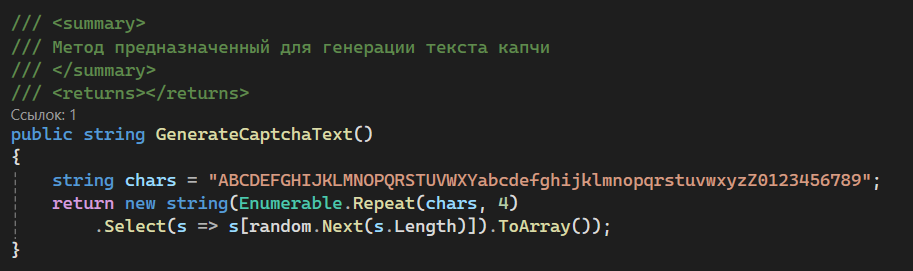 /// <summary>
/// Метод предназначенный для генерации текста капчи
/// </summary>
/// <returns></returns>
Ссылок: 1
public string GenerateCaptchaText()
{
    string chars = "ABCDEFGHIJKLMNOPQRSTUVWXYabcdefghijklmnopqrstuvwxyzZ0123456789";
    return new string(Enumerable.Repeat(chars, 4)
        .Select(s => s[random.Next(s.Length)]).ToArray());
}